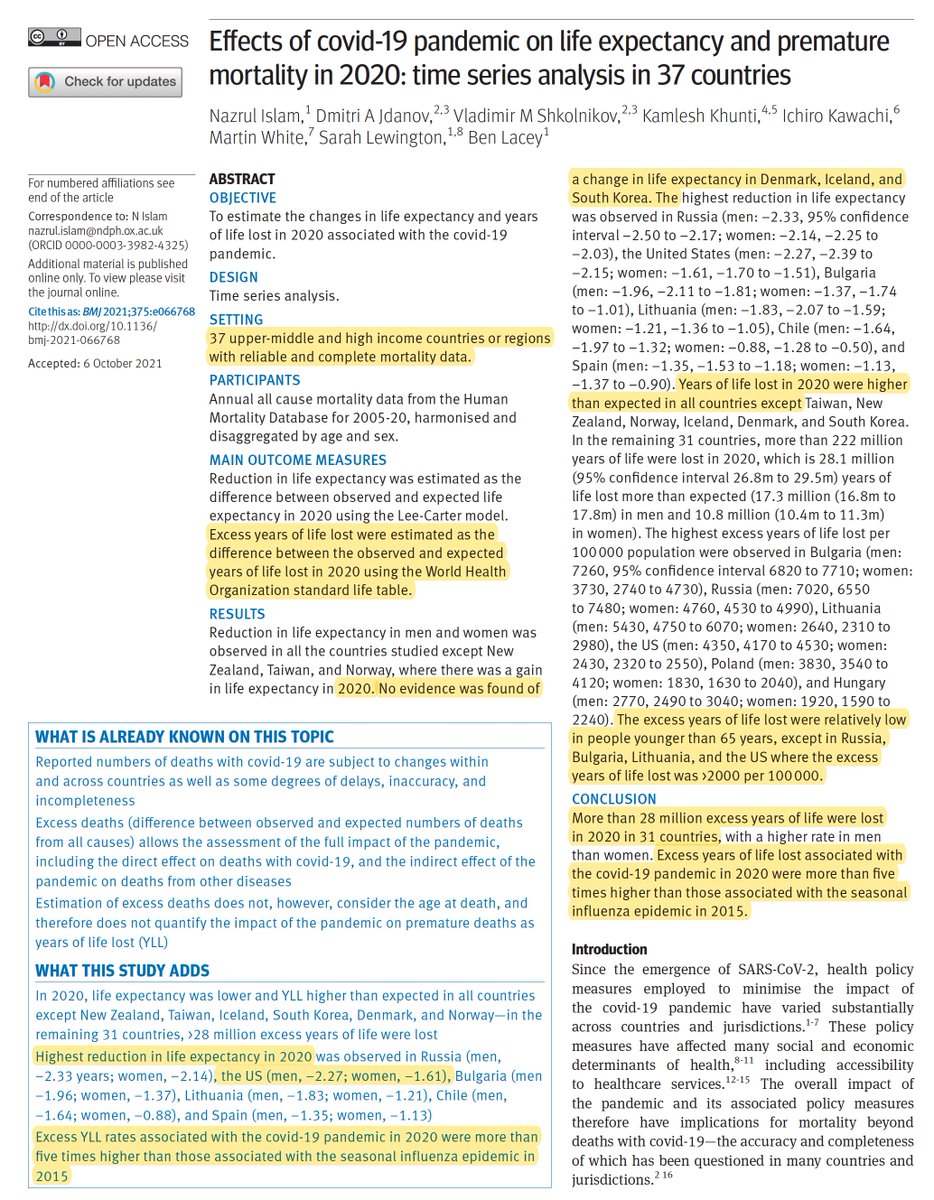 OPEN ACCESS
Check for updates
Effects of covid-19 pandemic on life expectancy and premature
mortality in 2020: time series analysis in 37 countries
Nazrul Islam,1 Dmitri A Jdanov,2,3 Vladimir M Shkolnikov,2,3 Kamlesh Khunti,4,5 Ichiro Kawachi,6
Martin White,7 Sarah Lewington,1,8 Ben Lacey1
For numbered affiliations see
end of the article
Correspondence to: N Islam
nazrul.islam@ndph.ox.ac.uk
(ORCID 0000-0003-3982-4325)
Additional material is published
online only. To view please visit
the journal online.
Cite this as: BMJ 2021;375:e066768
http://dx.doi.org/10.1136/
bmj-2021-066768
Accepted: 6 October 2021
ABSTRACT
OBJECTIVE
To estimate the changes in life expectancy and years
of life lost in 2020 associated with the covid-19
pandemic.
DESIGN
Time series analysis.
SETTING
37 upper-middle and high income countries or regions
with reliable and complete mortality data.
PARTICIPANTS
Annual all cause mortality data from the Human
Mortality Database for 2005-20, harmonised and
disaggregated by age and sex.
MAIN OUTCOME MEASURES
Reduction in life expectancy was estimated as the
difference between observed and expected life
expectancy in 2020 using the Lee-Carter model.
Excess years of life lost were estimated as the
difference between the observed and expected
years of life lost in 2020 using the World Health
Organization standard life table.
RESULTS
Reduction in life expectancy in men and women was
observed in all the countries studied except New
Zealand, Taiwan, and Norway, where there was a gain
in life expectancy in 2020. No evidence was found of
a change in life expectancy in Denmark, Iceland, and
South Korea. The highest reduction in life expectancy
was observed in Russia (men: −2.33, 95% confidence
interval −2.50 to −2.17; women: −2.14, −2.25 to
−2.03), the United States (men: −2.27, −2.39 to
−2.15; women: −1.61, −1.70 to −1.51), Bulgaria
(men: −1.96, −2.11 to −1.81; women: −1.37, −1.74
to −1.01), Lithuania (men: −1.83, −2.07 to −1.59;
women: −1.21, −1.36 to −1.05), Chile (men: −1.64,
−1.97 to −1.32; women: −0.88, −1.28 to −0.50), and
Spain (men: −1.35, −1.53 to −1.18; women: −1.13,
−1.37 to −0.90). Years of life lost in 2020 were higher
than expected in all countries except Taiwan, New
Zealand, Norway, Iceland, Denmark, and South Korea.
In the remaining 31 countries, more than 222 million
years of life were lost in 2020, which is 28.1 million
(95% confidence interval 26.8m to 29.5m) years of
life lost more than expected (17.3 million (16.8m to
17.8m) in men and 10.8 million (10.4m to 11.3m)
in women). The highest excess years of life lost per
100 000 population were observed in Bulgaria (men:
7260, 95% confidence interval 6820 to 7710; women:
3730, 2740 to 4730), Russia (men: 7020, 6550
to 7480; women: 4760, 4530 to 4990), Lithuania
(men: 5430, 4750 to 6070; women: 2640, 2310 to
2980), the US (men: 4350, 4170 to 4530; women:
2430, 2320 to 2550), Poland (men: 3830, 3540 to
4120; women: 1830, 1630 to 2040), and Hungary
(men: 2770, 2490 to 3040; women: 1920, 1590 to
2240). The excess years of life lost were relatively low
in people younger than 65 years, except in Russia,
Bulgaria, Lithuania, and the US where the excess
years of life lost was >2000 per 100 000.
CONCLUSION
More than 28 million excess years of life were lost
in 2020 in 31 countries, with a higher rate in men
than women. Excess years of life lost associated with
the covid-19 pandemic in 2020 were more than five
times higher than those associated with the seasonal
influenza epidemic in 2015.
WHAT IS ALREADY KNOWN ON THIS TOPIC
Reported numbers of deaths with covid-19 are subject to changes within
and across countries as well as some degrees of delays, inaccuracy, and
incompleteness
Excess deaths (difference between observed and expected numbers of deaths
from all causes) allows the assessment of the full impact of the pandemic,
including the direct effect on deaths with covid-19, and the indirect effect of the
pandemic on deaths from other diseases
Estimation of excess deaths does not, however, consider the age at death, and
therefore does not quantify the impact of the pandemic on premature deaths as
years of life lost (YLL)
WHAT THIS STUDY ADDS
In 2020, life expectancy was lower and YLL higher than expected in all countries
except New Zealand, Taiwan, Iceland, South Korea, Denmark, and Norway—in the
remaining 31 countries, >28 million excess years of life were lost
Highest reduction in life expectancy in 2020 was observed in Russia (men,
−2.33 years; women, −2.14), the US (men, −2.27; women, −1.61), Bulgaria (men
−1.96; women, −1.37), Lithuania (men, −1.83; women, −1.21), Chile (men,
−1.64; women, −0.88), and Spain (men, −1.35; women, −1.13)
Excess YLL rates associated with the covid-19 pandemic in 2020 were more than
five times higher than those associated with the seasonal influenza epidemic in
2015
Introduction
Since the emergence of SARS-CoV-2, health policy
measures employed to minimise the impact of
the covid-19 pandemic have varied substantially
across countries and jurisdictions.1-7 These policy
measures have affected many social and economic
determinants of health,8-11 including accessibility
to healthcare services.12-15 The overall impact of
the pandemic and its associated policy measures
therefore have implications for mortality beyond
deaths with covid-19—the accuracy and completeness
of which has been questioned in many countries and
jurisdictions.2 16